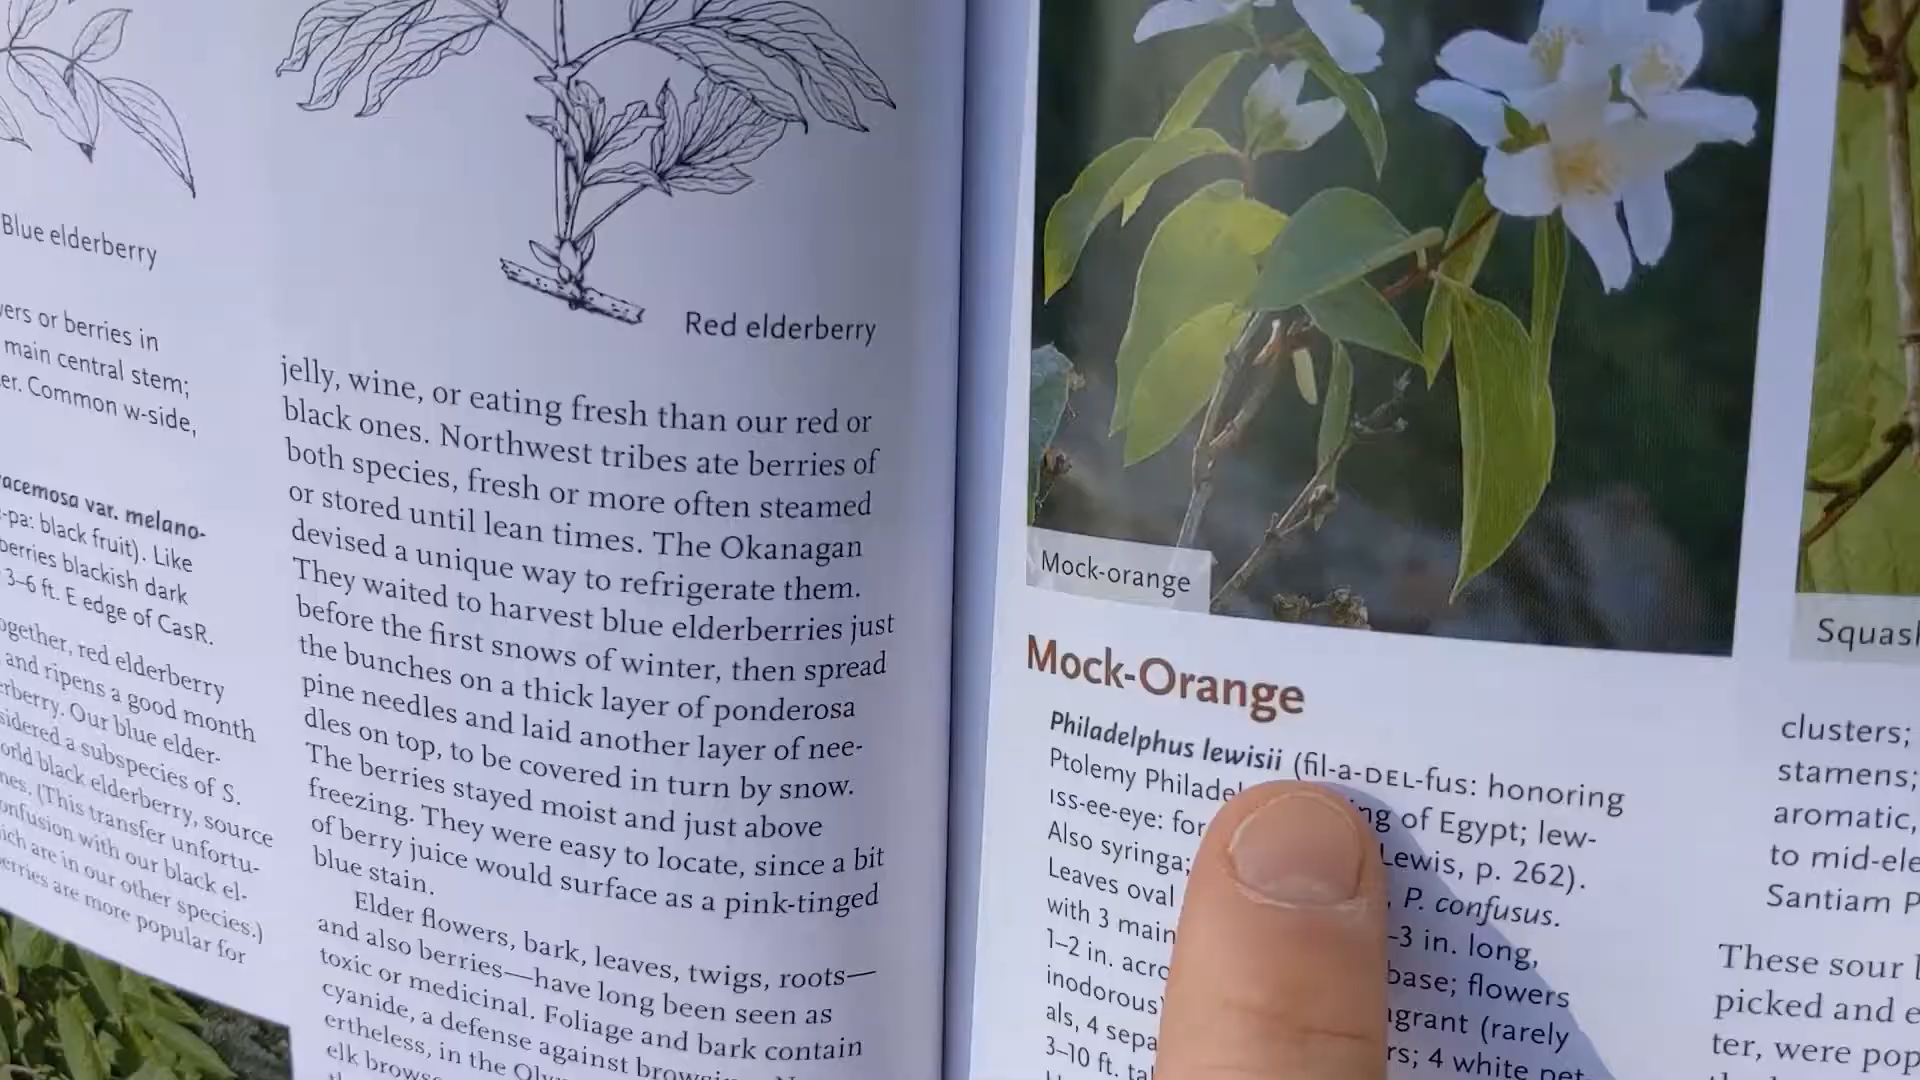 Blue elderberry
Red elderberry
ers or berries in
main central stem;
er. Common w-side,
acemosa var. melano-
-pa: black fruit). Like
berries blackish dark
3–6 ft. E edge of CasR.
ogether, red elderberry
and ripens a good month
erberry. Our blue elder-
sidered a subspecies of S.
orld black elderberry, source
nes. (This transfer unfortu-
onfusion with our black el-
ich are in our other species.)
erries are more popular for
jelly, wine, or eating fresh than our red or
black ones. Northwest tribes ate berries of
both species, fresh or more often steamed
or stored until lean times. The Okanagan
devised a unique way to refrigerate them.
They waited to harvest blue elderberries just
before the first snows of winter, then spread
the bunches on a thick layer of ponderosa
pine needles and laid another layer of nee-
dles on top, to be covered in turn by snow.
The berries stayed moist and just above
freezing. They were easy to locate, since a bit
of berry juice would surface as a pink-tinged
blue stain.
Elder flowers, bark, leaves, twigs, roots—
and also berries—have long been seen as
toxic or medicinal. Foliage and bark contain
cyanide, a defense against browsing.
ertheless, in the
elk brows
Mock-orange
Mock-Orange
Philadelphus lewisii (fil-a-DEL-fus: honoring
Ptolemy Philadel ng of Egypt; lew-
ISS-ee-eye: for Lewis, p. 262).
Also syringa; , P. confusus.
Leaves oval –3 in. long,
with 3 main base; flowers
1–2 in. acro agrant (rarely
inodorous) rs; 4 white pet-
als, 4 sepa
3–10 ft. tal
Squash
clusters;
stamens;
aromatic,
to mid-ele
Santiam P
These sour
picked and e
ter, were pop